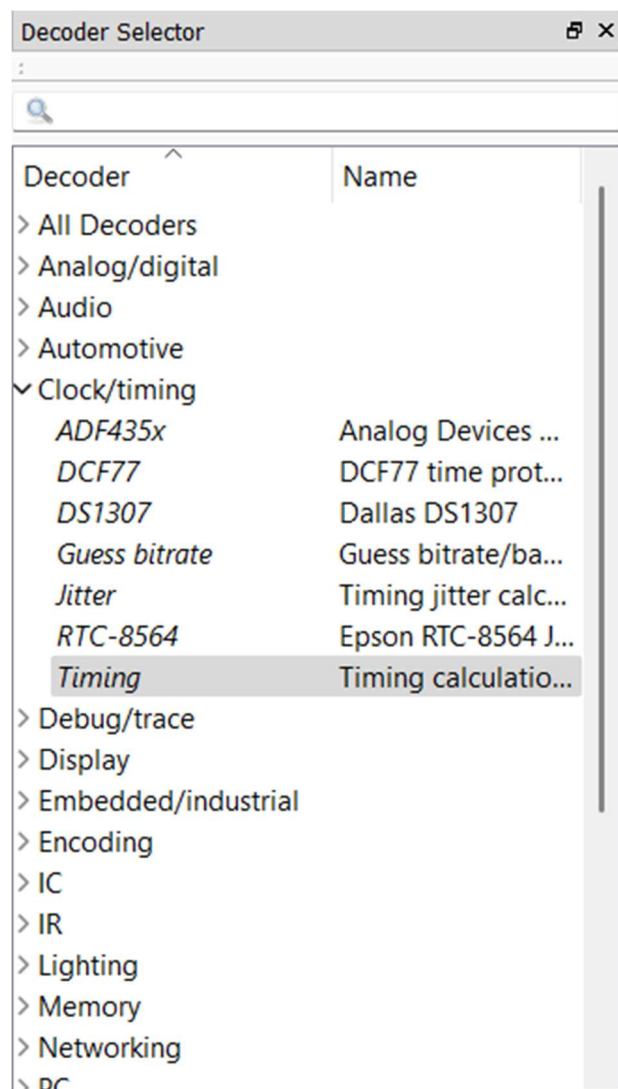 Decoder Selector
:
Decoder Name
All Decoders
Analog/digital
Audio
Automotive
Clock/timing
ADF435x Analog Devices ...
DCF77 DCF77 time prot...
DS1307 Dallas DS1307
Guess bitrate Guess bitrate/ba...
Jitter Timing jitter calc...
RTC-8564 Epson RTC-8564 J...
Timing Timing calculatio...
Debug/trace
Display
Embedded/industrial
Encoding
IC
IR
Lighting
Memory
Networking
PC